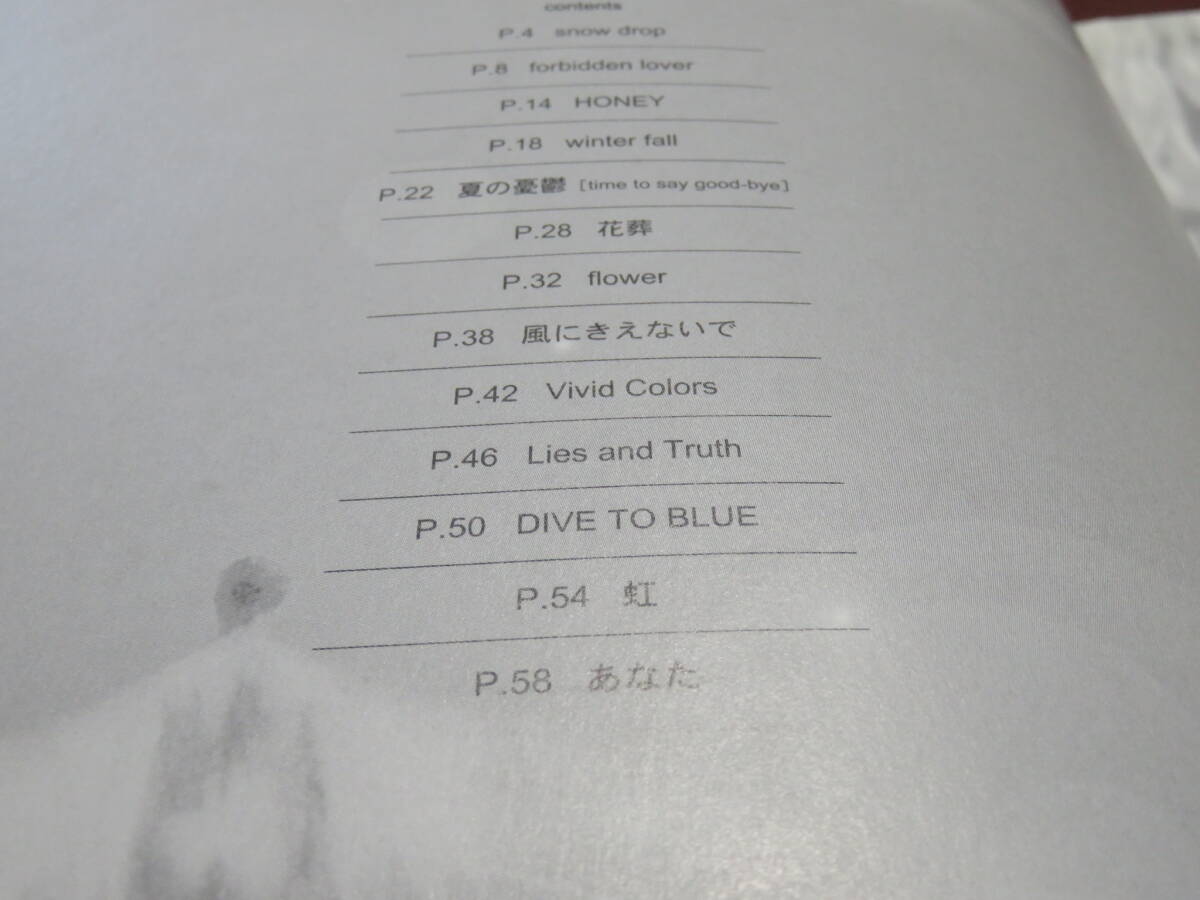 contents
P.4 snow drop
P.8 forbidden lover
P.14 HONEY
P.18 winter fall
P.22 夏の憂鬱 [time to say good-bye]
P.28 花葬
P.32 flower
P.38 風にきえないで
P.42 Vivid Colors
P.46 Lies and Truth
P.50 DIVE TO BLUE
P.54 虹
P.58 あなた